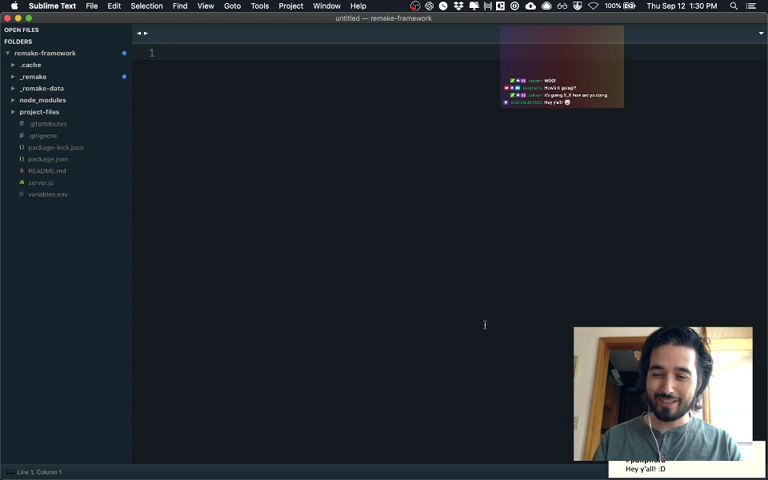 Sublime Text File Edit Selection Find View Goto Tools Project Window Help 100% Thu Sep 12 1:30 PM
untitled — remake-framework
OPEN FILES
FOLDERS
remake-framework
.cache
_remake
_remake-data
node_modules
project-files
.gitattributes
.gitignore
package-lock.json
package.json
README.md
server.js
variables.env
1
How's it going??
it's going X_X how are ya doing
Hey y'all!
Hey y'all! :D
Line 1, Column 1